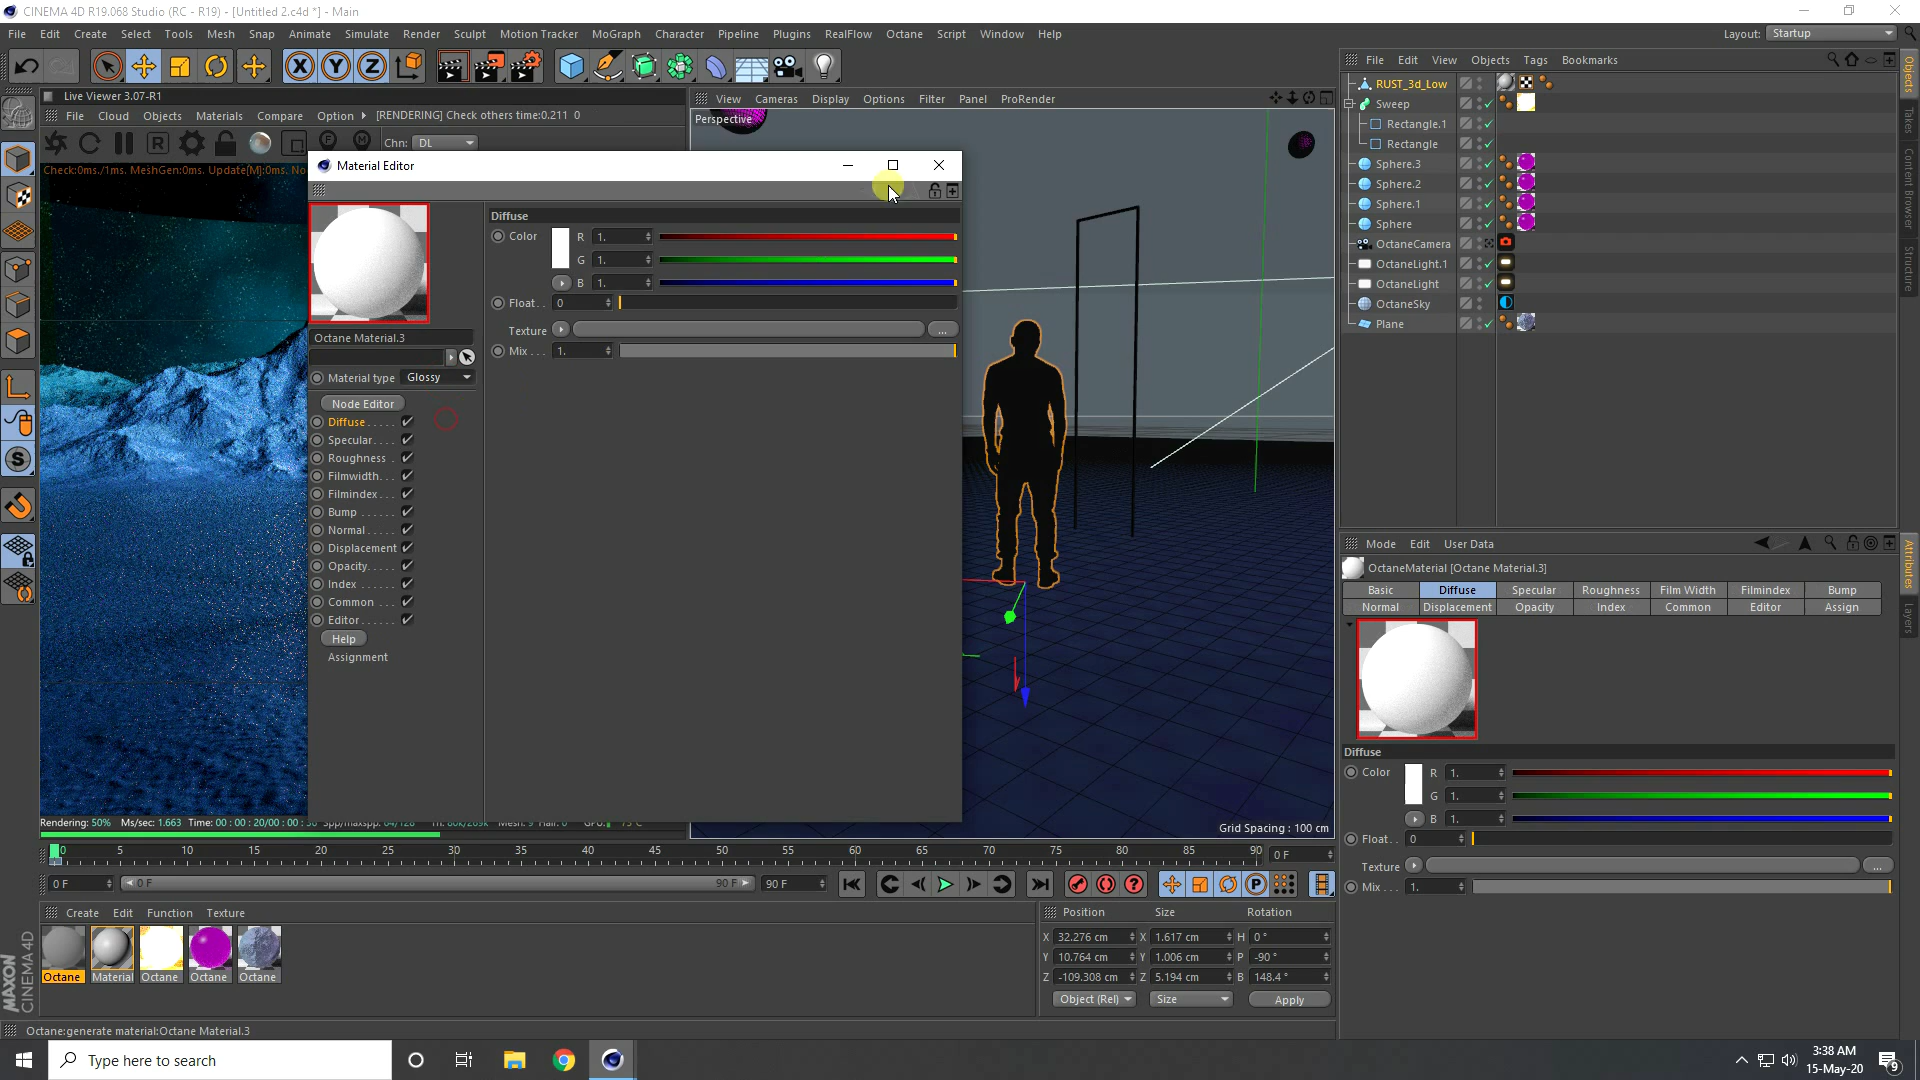 CINEMA 4D R19.068 Studio (RC - R19) - [Untitled 2.c4d *] - Main
File Edit Create Select Tools Mesh Snap Animate Simulate Render Sculpt Motion Tracker MoGraph Character Pipeline Plugins RealFlow Octane Script Window Help
Layout: Startup
File Edit View Objects Tags Bookmarks
Live Viewer 3.07-R1
File Cloud Objects Materials Compare Option [RENDERING] Check others time:0.211 0
Chn: DL
Check:0ms./1ms. MeshGen:0ms. Update[M]:0ms. No
View Cameras Display Options Filter Panel ProRender
Perspective
Material Editor
Diffuse
Color R 1.
G 1.
B 1.
Float. . 0
Texture ...
Mix . . . 1.
Octane Material.3
Material type Glossy
Node Editor
Diffuse . . . . .
Specular. . . .
Roughness .
Filmwidth. . .
Filmindex. . .
Bump . . . . . .
Normal. . . . .
Displacement
Opacity. . . . .
Index . . . . . .
Common . . .
Editor. . . . . .
Help
Assignment
RUST_3d_Low
Sweep
Rectangle.1
Rectangle
Sphere.3
Sphere.2
Sphere.1
Sphere
OctaneCamera
OctaneLight.1
OctaneLight
OctaneSky
Plane
Objects
Takes
Content Browser
Structure
Attributes
Layers
Mode Edit User Data
OctaneMaterial [Octane Material.3]
Basic Diffuse Specular Roughness Film Width Filmindex Bump
Normal Displacement Opacity Index Common Editor Assign
Diffuse
Color R 1.
G 1.
B 1.
Float. . 0
Texture ...
Mix . . . 1.
Grid Spacing : 100 cm
Rendering: 50% Ms/sec: 1.663 Time: 00 : 00 : 20/00 : 00 :
0 5 10 15 20 25 30 35 40 45 50 55 60 65 70 75 80 85 90 0 F
0 F 0 F 90 F 90 F
Create Edit Function Texture
Octane Material Octane Octane Octane
Position Size Rotation
X 32.276 cm X 1.617 cm H 0 °
Y 10.764 cm Y 1.006 cm P -90 °
Z -109.308 cm Z 5.194 cm B 148.4 °
Object (Rel) Size Apply
MAXON CINEMA 4D
Octane:generate material:Octane Material.3
Type here to search
3:38 AM
15-May-20
9